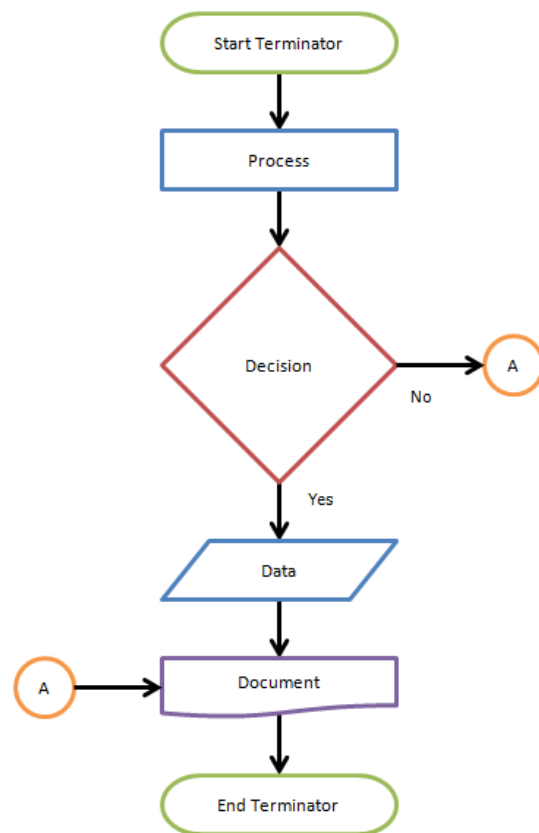 Start Terminator
Process
Decision
A
No
Yes
Data
A
Document
End Terminator